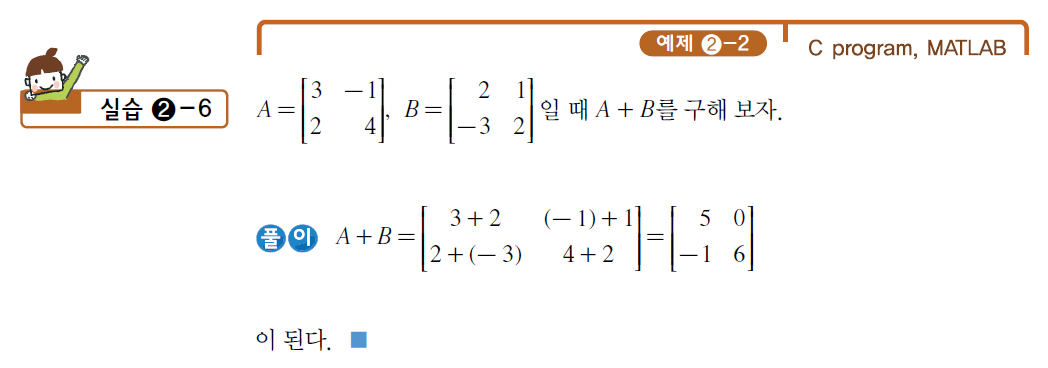 예제 2-2
C program, MATLAB
실습 2-6
A = [3 -1; 2 4], B = [2 1; -3 2] 일 때 A + B를 구해 보자.
풀이 A + B = [3+2 (-1)+1; 2+(-3) 4+2] = [5 0; -1 6]
이 된다.